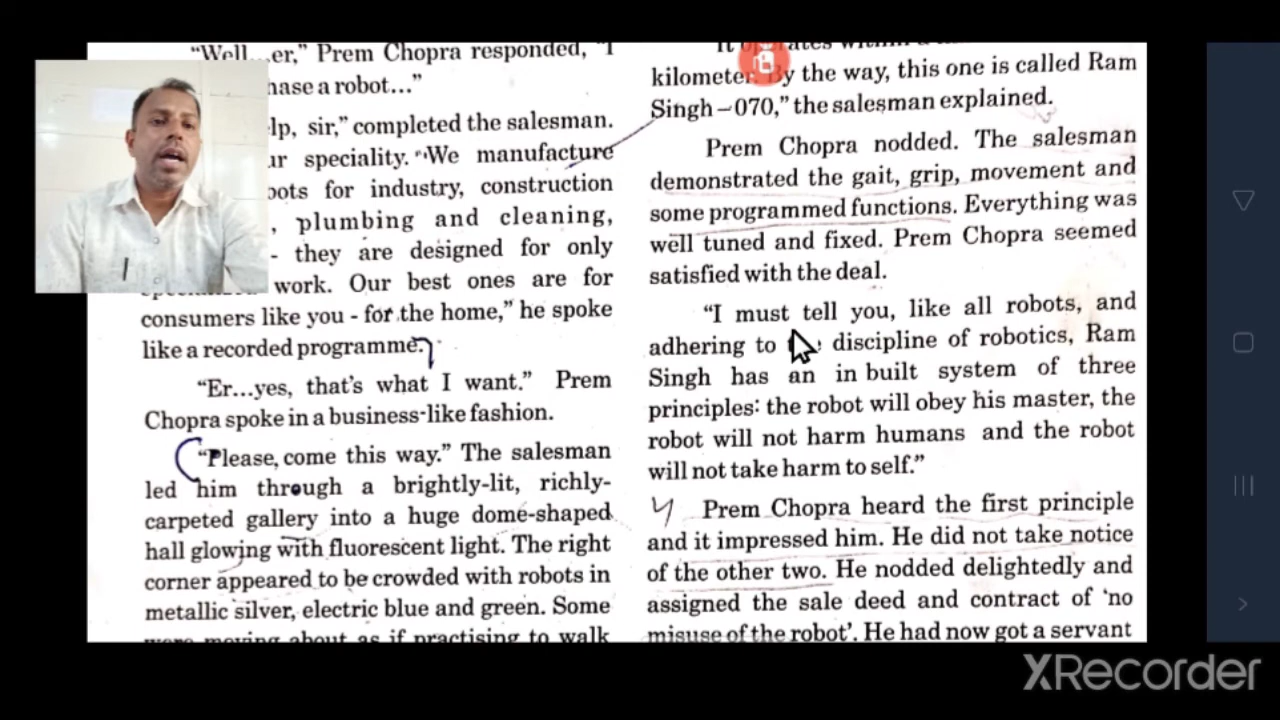 “Well...er,” Prem Chopra responded, “I
hase a robot...”
lp, sir,” completed the salesman.
ur speciality. “We manufacture
ots for industry, construction
, plumbing and cleaning,
- they are designed for only
work. Our best ones are for
consumers like you - for the home,” he spoke
like a recorded programme.
“Er...yes, that’s what I want.” Prem
Chopra spoke in a business-like fashion.
“Please, come this way.” The salesman
led him through a brightly-lit, richly-
carpeted gallery into a huge dome-shaped
hall glowing with fluorescent light. The right
corner appeared to be crowded with robots in
metallic silver, electric blue and green. Some
were moving about as if practising to walk
It
kilometer. By the way, this one is called Ram
Singh –070,” the salesman explained.
Prem Chopra nodded. The salesman
demonstrated the gait, grip, movement and
some programmed functions. Everything was
well tuned and fixed. Prem Chopra seemed
satisfied with the deal.
“I must tell you, like all robots, and
adhering to discipline of robotics, Ram
Singh has an in built system of three
principles: the robot will obey his master, the
robot will not harm humans and the robot
will not take harm to self.”
Prem Chopra heard the first principle
and it impressed him. He did not take notice
of the other two. He nodded delightedly and
assigned the sale deed and contract of ‘no
misuse of the robot’. He had now got a servant
XRecorder